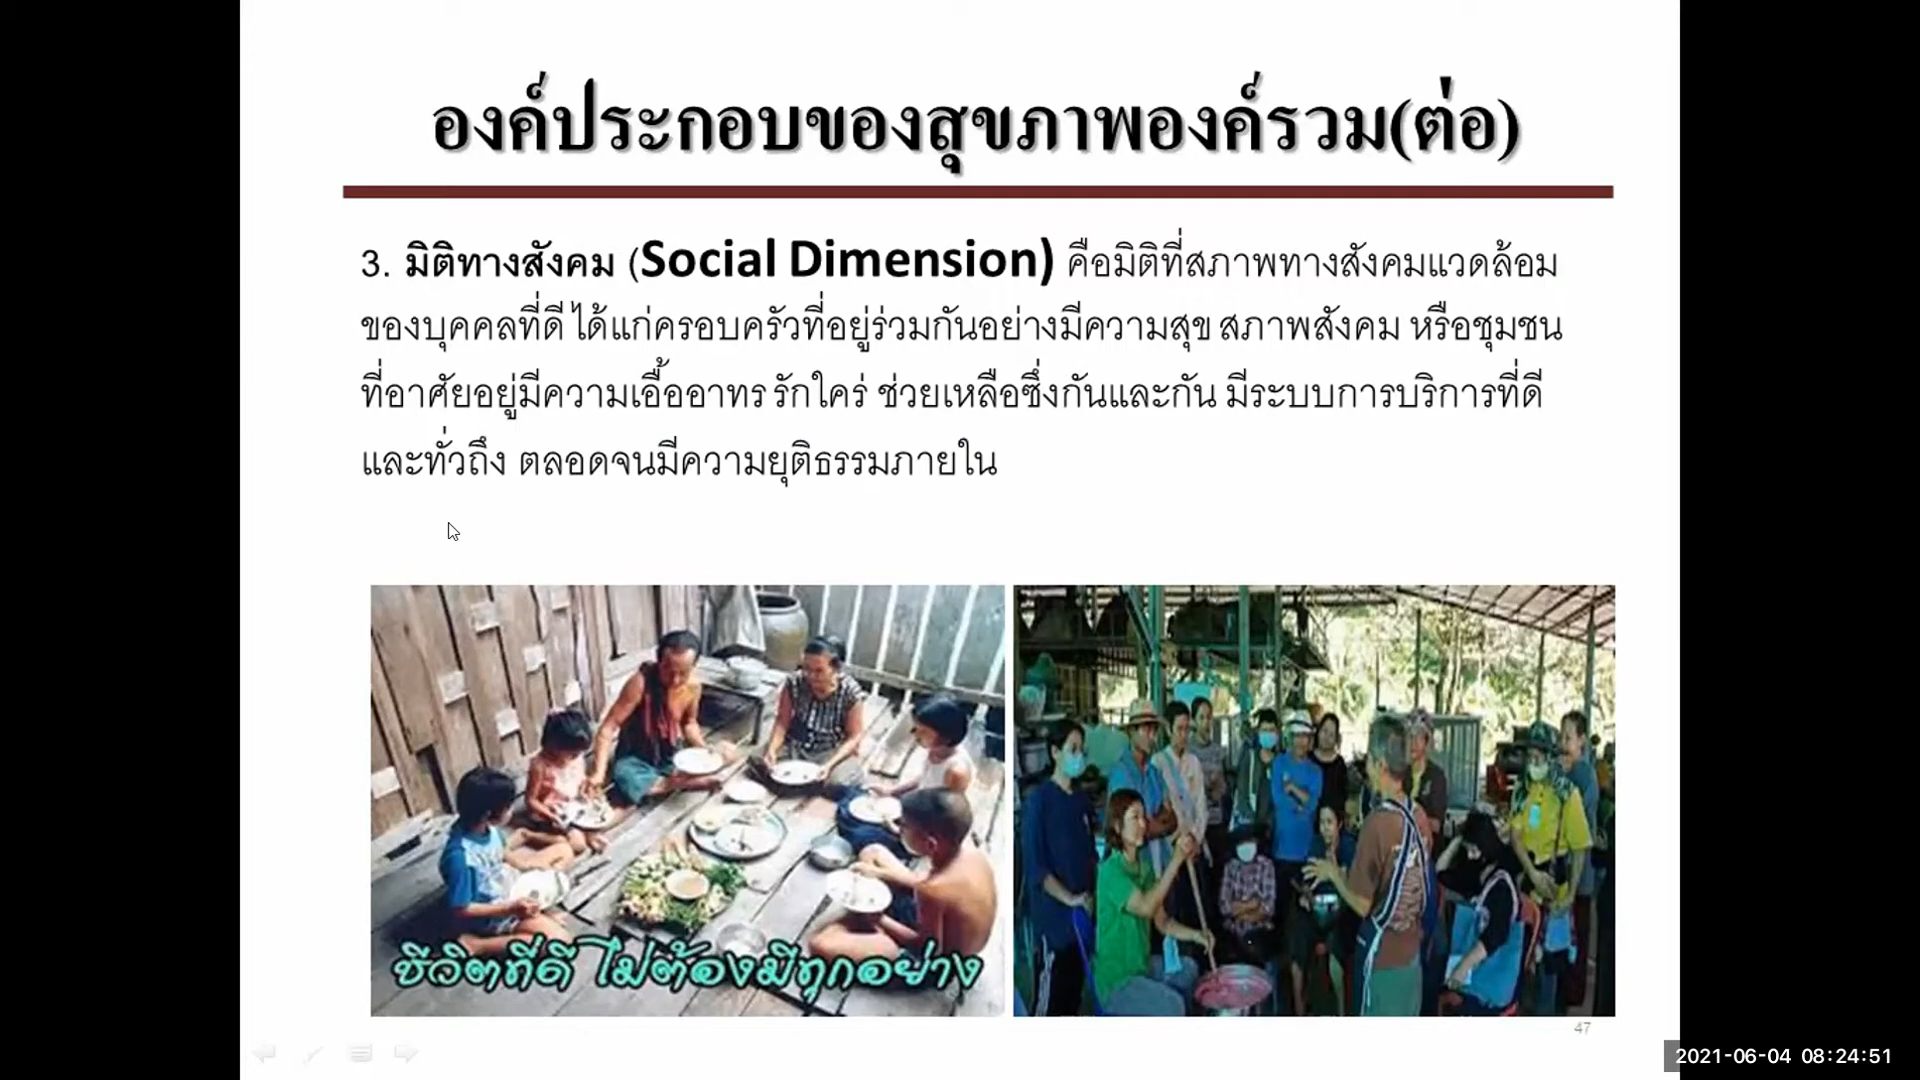 องค์ประกอบของสุขภาพองค์รวม(ต่อ)
3. มิติทางสังคม (Social Dimension) คือมิติที่สภาพทางสังคมแวดล้อม
ของบุคคลที่ดี ได้แก่ครอบครัวที่อยู่ร่วมกันอย่างมีความสุข สภาพสังคม หรือชุมชน
ที่อาศัยอยู่มีความเอื้ออาทร รักใคร่ ช่วยเหลือซึ่งกันและกัน มีระบบการบริการที่ดี
และทั่วถึง ตลอดจนมีความยุติธรรมภายใน
ชีวิตที่ดี ไม่ต้องมีทุกอย่าง
47
2021-06-04 08:24:51